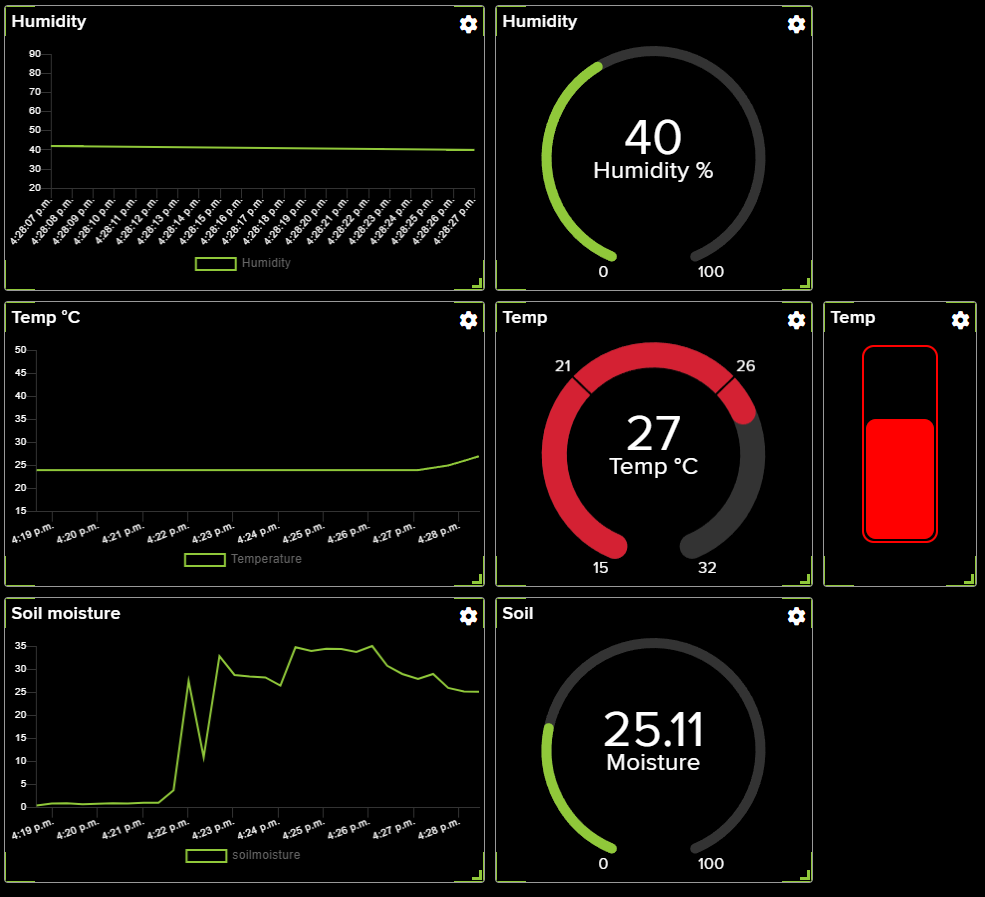 Humidity
90
80
70
60
50
40
30
20
4:28:07 p.m.
4:28:08 p.m.
4:28:09 p.m.
4:28:10 p.m.
4:28:11 p.m.
4:28:12 p.m.
4:28:13 p.m.
4:28:14 p.m.
4:28:15 p.m.
4:28:16 p.m.
4:28:17 p.m.
4:28:18 p.m.
4:28:19 p.m.
4:28:20 p.m.
4:28:21 p.m.
4:28:22 p.m.
4:28:23 p.m.
4:28:24 p.m.
4:28:25 p.m.
4:28:26 p.m.
4:28:27 p.m.
Humidity
Humidity
40
Humidity %
0
100
Temp °C
50
45
40
35
30
25
20
15
4:19 p.m.
4:20 p.m.
4:21 p.m.
4:22 p.m.
4:23 p.m.
4:24 p.m.
4:25 p.m.
4:26 p.m.
4:27 p.m.
4:28 p.m.
Temperature
Temp
21
26
27
Temp °C
15
32
Temp
Soil moisture
35
30
25
20
15
10
5
0
4:19 p.m.
4:20 p.m.
4:21 p.m.
4:22 p.m.
4:23 p.m.
4:24 p.m.
4:25 p.m.
4:26 p.m.
4:27 p.m.
4:28 p.m.
soilmoisture
Soil
25.11
Moisture
0
100